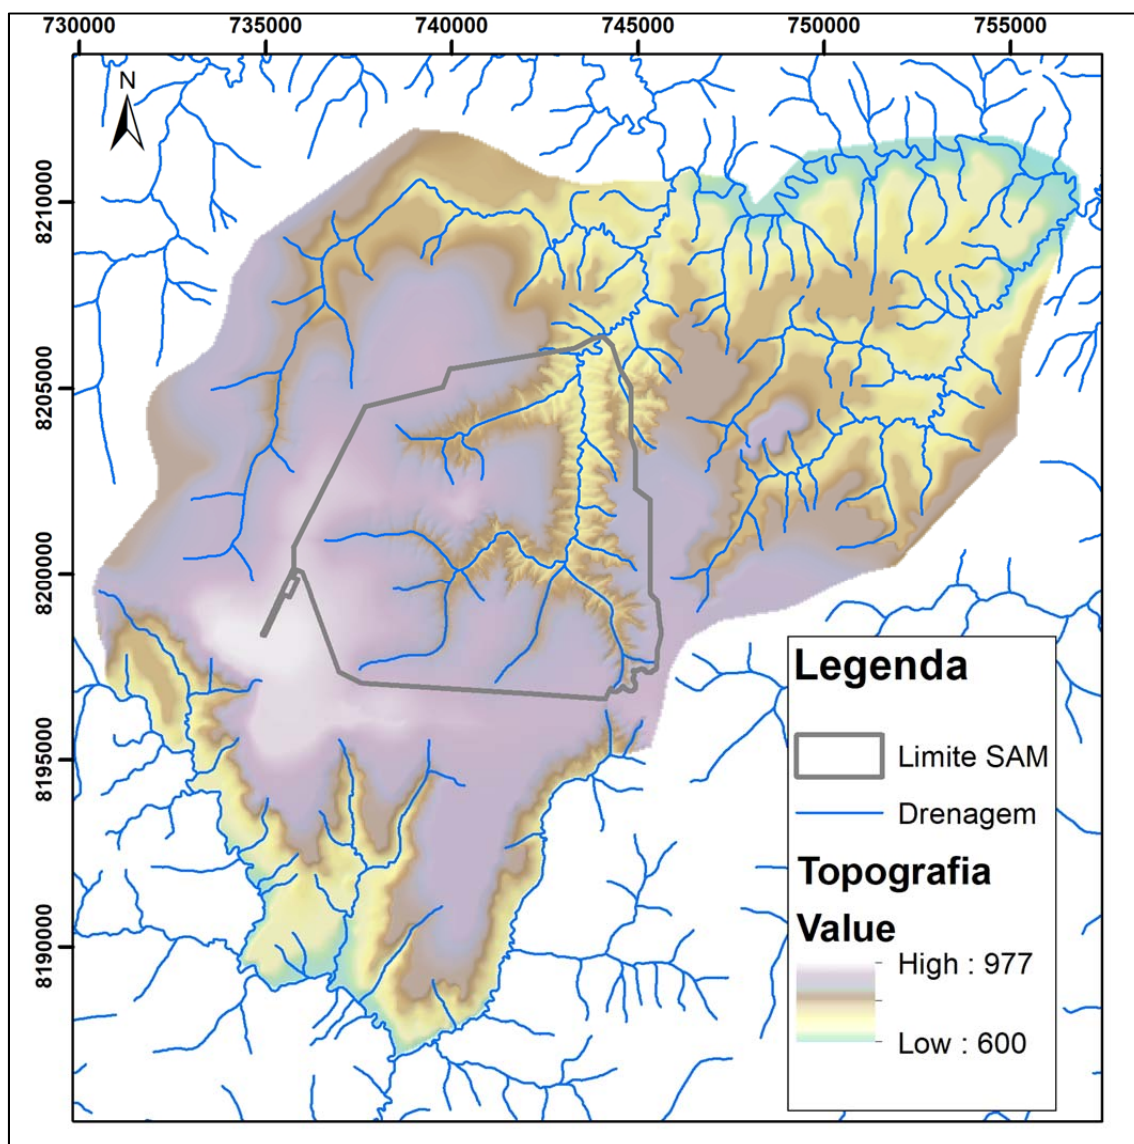 730000 735000 740000 745000 750000 755000
N
8210000
8205000
8200000
8195000
8190000
Legenda
Limite SAM
Drenagem
Topografia
Value
High : 977
Low : 600